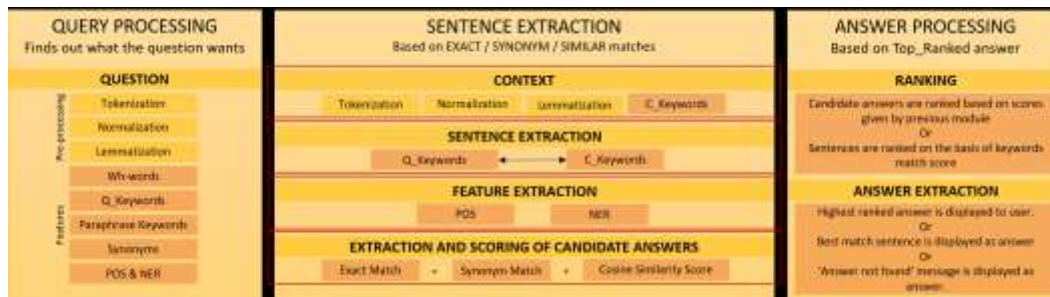 QUERY PROCESSING
Finds out what the question wants
QUESTION
Pre-processing
Tokenization
Normalization
Lemmatization
Features
Wh-words
Q_Keywords
Paraphrase Keywords
Synonyms
POS & NER
SENTENCE EXTRACTION
Based on EXACT / SYNONYM / SIMILAR matches
CONTEXT
Tokenization Normalization Lemmatization C_Keywords
SENTENCE EXTRACTION
Q_Keywords C_Keywords
FEATURE EXTRACTION
POS NER
EXTRACTION AND SCORING OF CANDIDATE ANSWERS
Exact Match + Synonym Match + Cosine Similarity Score
ANSWER PROCESSING
Based on Top_Ranked answer
RANKING
Candidate answers are ranked based on scores
given by previous module
Or
Sentences are ranked on the basis of keywords
match score
ANSWER EXTRACTION
Highest ranked answer is displayed to user.
Or
Best match sentence is displayed as answer
Or
'Answer not found' message is displayed as
answer.